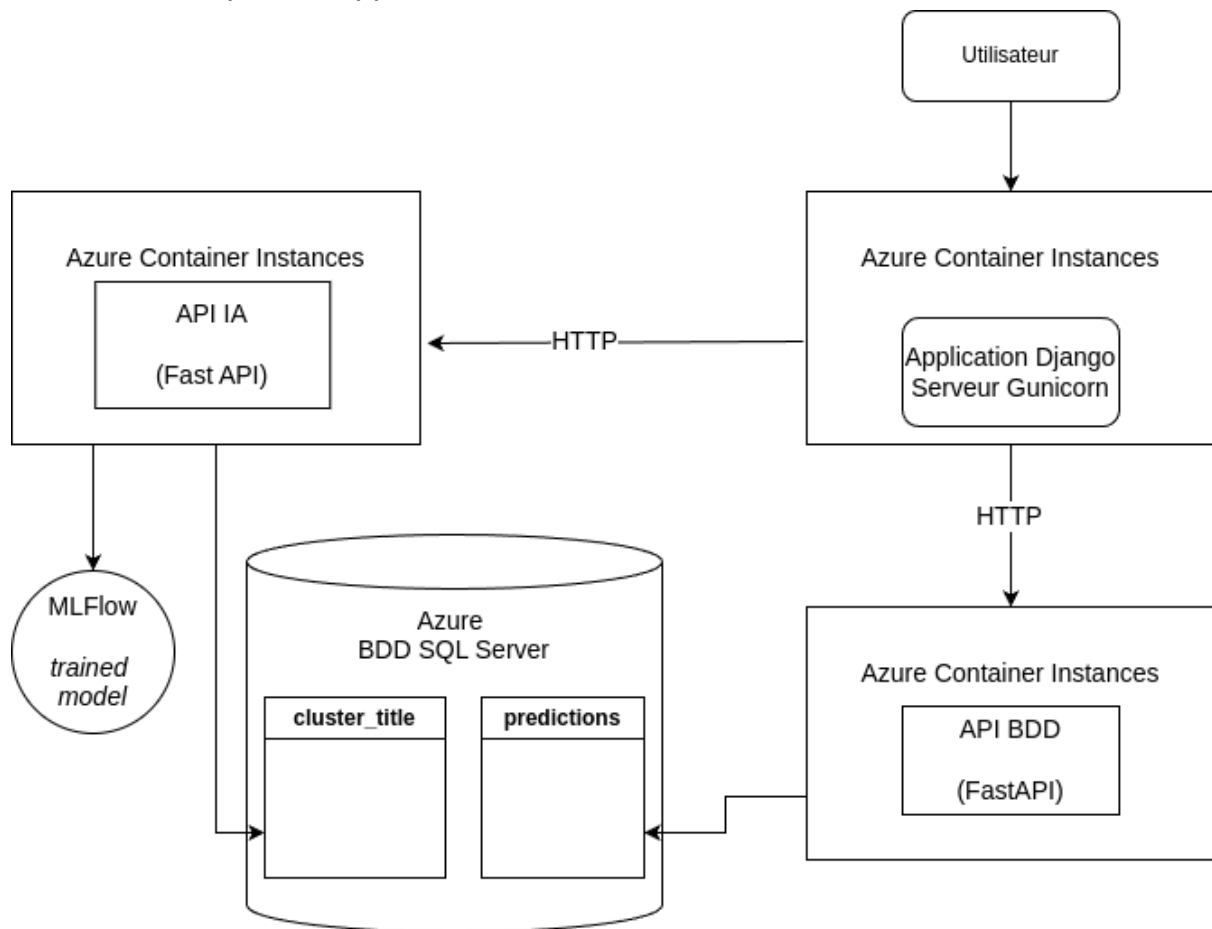 Utilisateur
Azure Container Instances
API IA
(Fast API)
HTTP
Azure Container Instances
Application Django
Serveur Gunicorn
HTTP
MLFlow
trained
model
Azure
BDD SQL Server
cluster_title
predictions
Azure Container Instances
API BDD
(FastAPI)